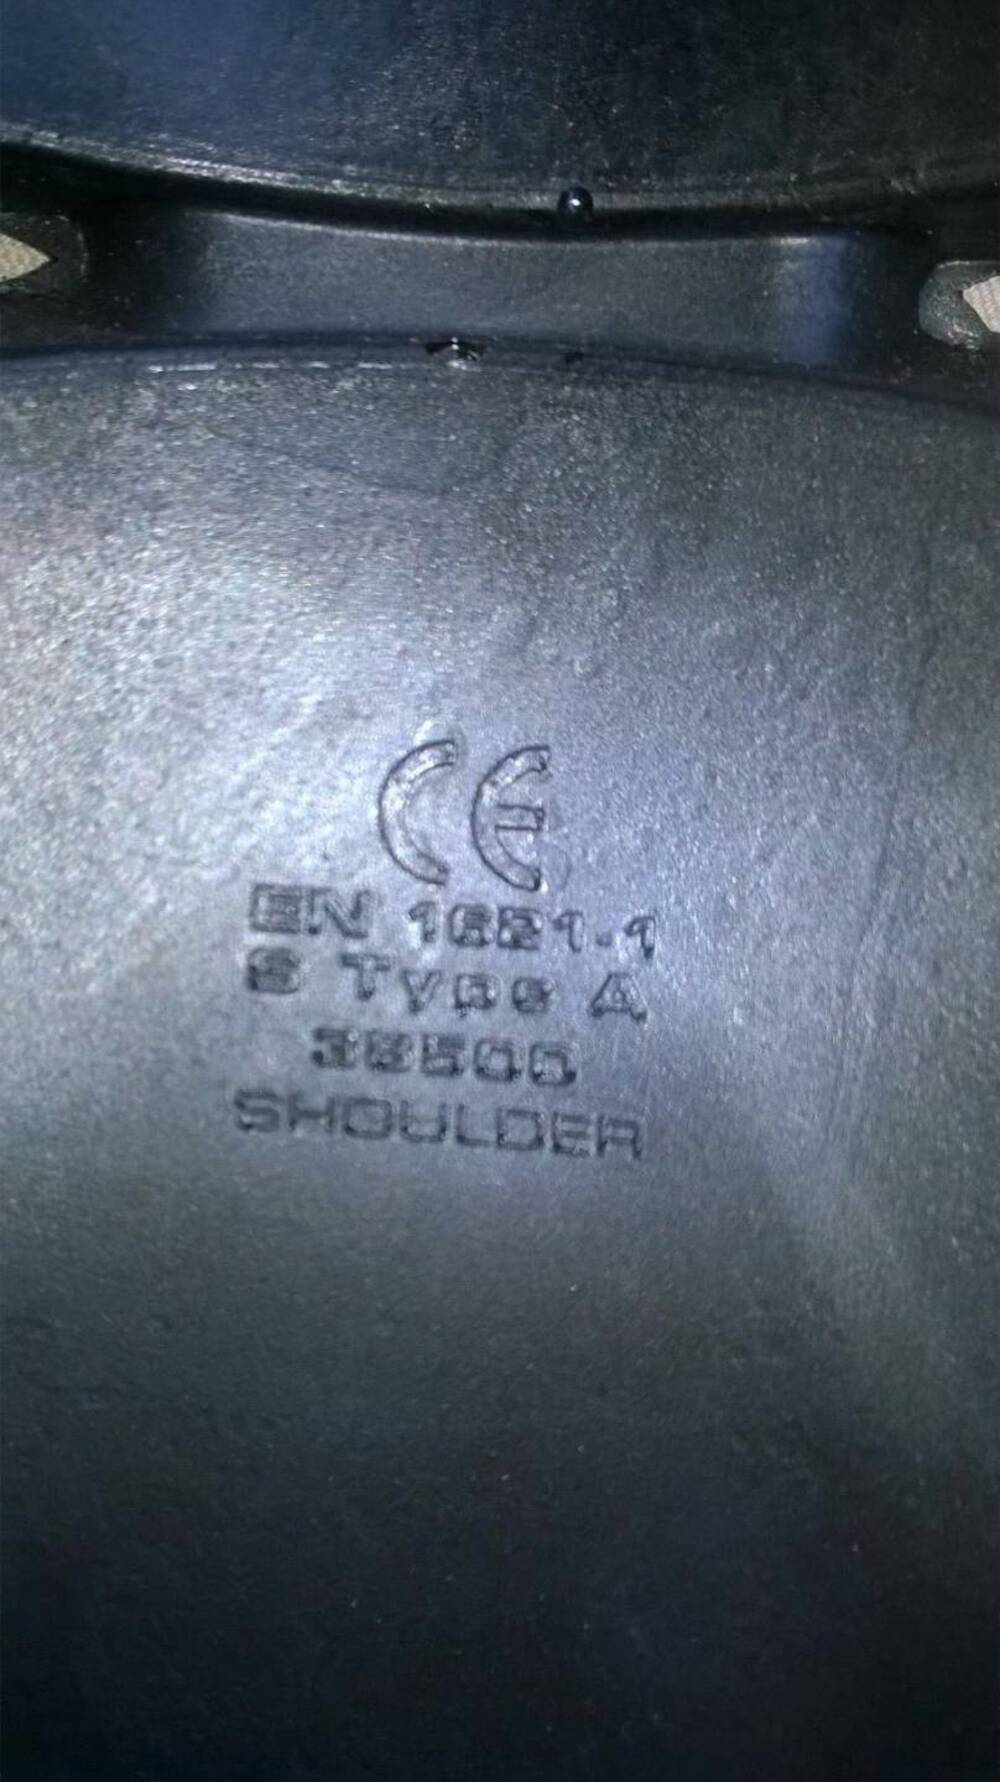 CE
EN 1621-1
S Type A
38500
SHOULDER